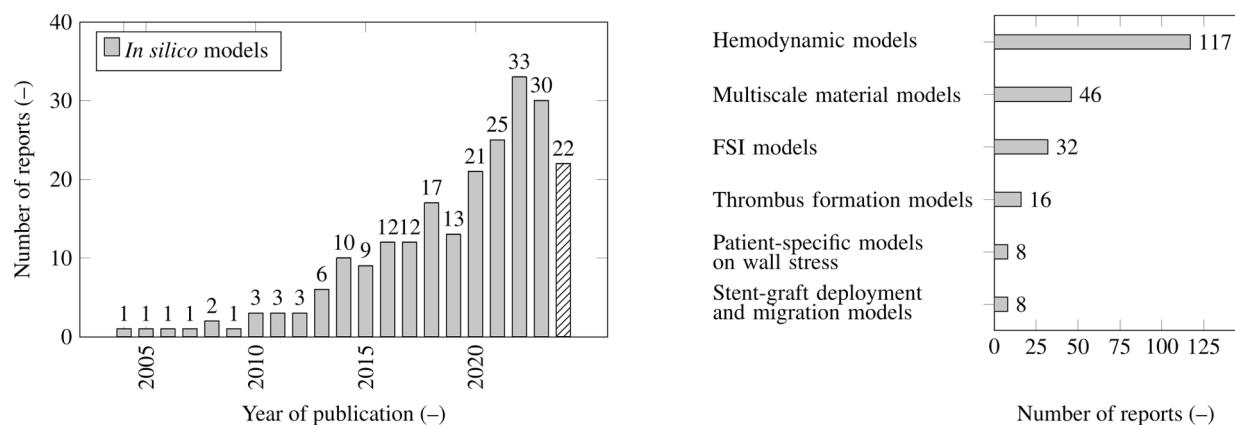 40
30
20
10
0
Number of reports (–)
In silico models
1 1 1 1 2 1 3 3 3 6 10 9 12 12 17 13 21 25 33 30 22
2005 2010 2015 2020
Year of publication (–)
Hemodynamic models 117
Multiscale material models 46
FSI models 32
Thrombus formation models 16
Patient-specific models
on wall stress 8
Stent-graft deployment
and migration models 8
0 25 50 75 100 125
Number of reports (–)